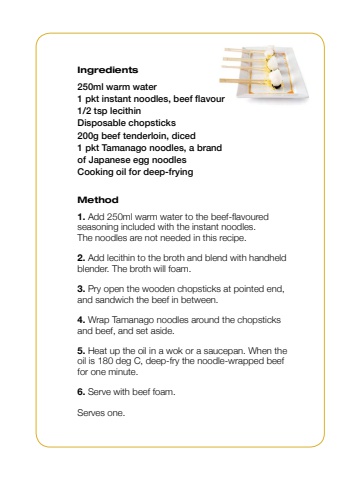 Ingredients
250ml warm water
1 pkt instant noodles, beef flavour
1/2 tsp lecithin
Disposable chopsticks
200g beef tenderloin, diced
1 pkt Tamanago noodles, a brand
of Japanese egg noodles
Cooking oil for deep-frying
Method
1. Add 250ml warm water to the beef-flavoured
seasoning included with the instant noodles.
The noodles are not needed in this recipe.
2. Add lecithin to the broth and blend with handheld
blender. The broth will foam.
3. Pry open the wooden chopsticks at pointed end,
and sandwich the beef in between.
4. Wrap Tamanago noodles around the chopsticks
and beef, and set aside.
5. Heat up the oil in a wok or a saucepan. When the
oil is 180 deg C, deep-fry the noodle-wrapped beef
for one minute.
6. Serve with beef foam.
Serves one.